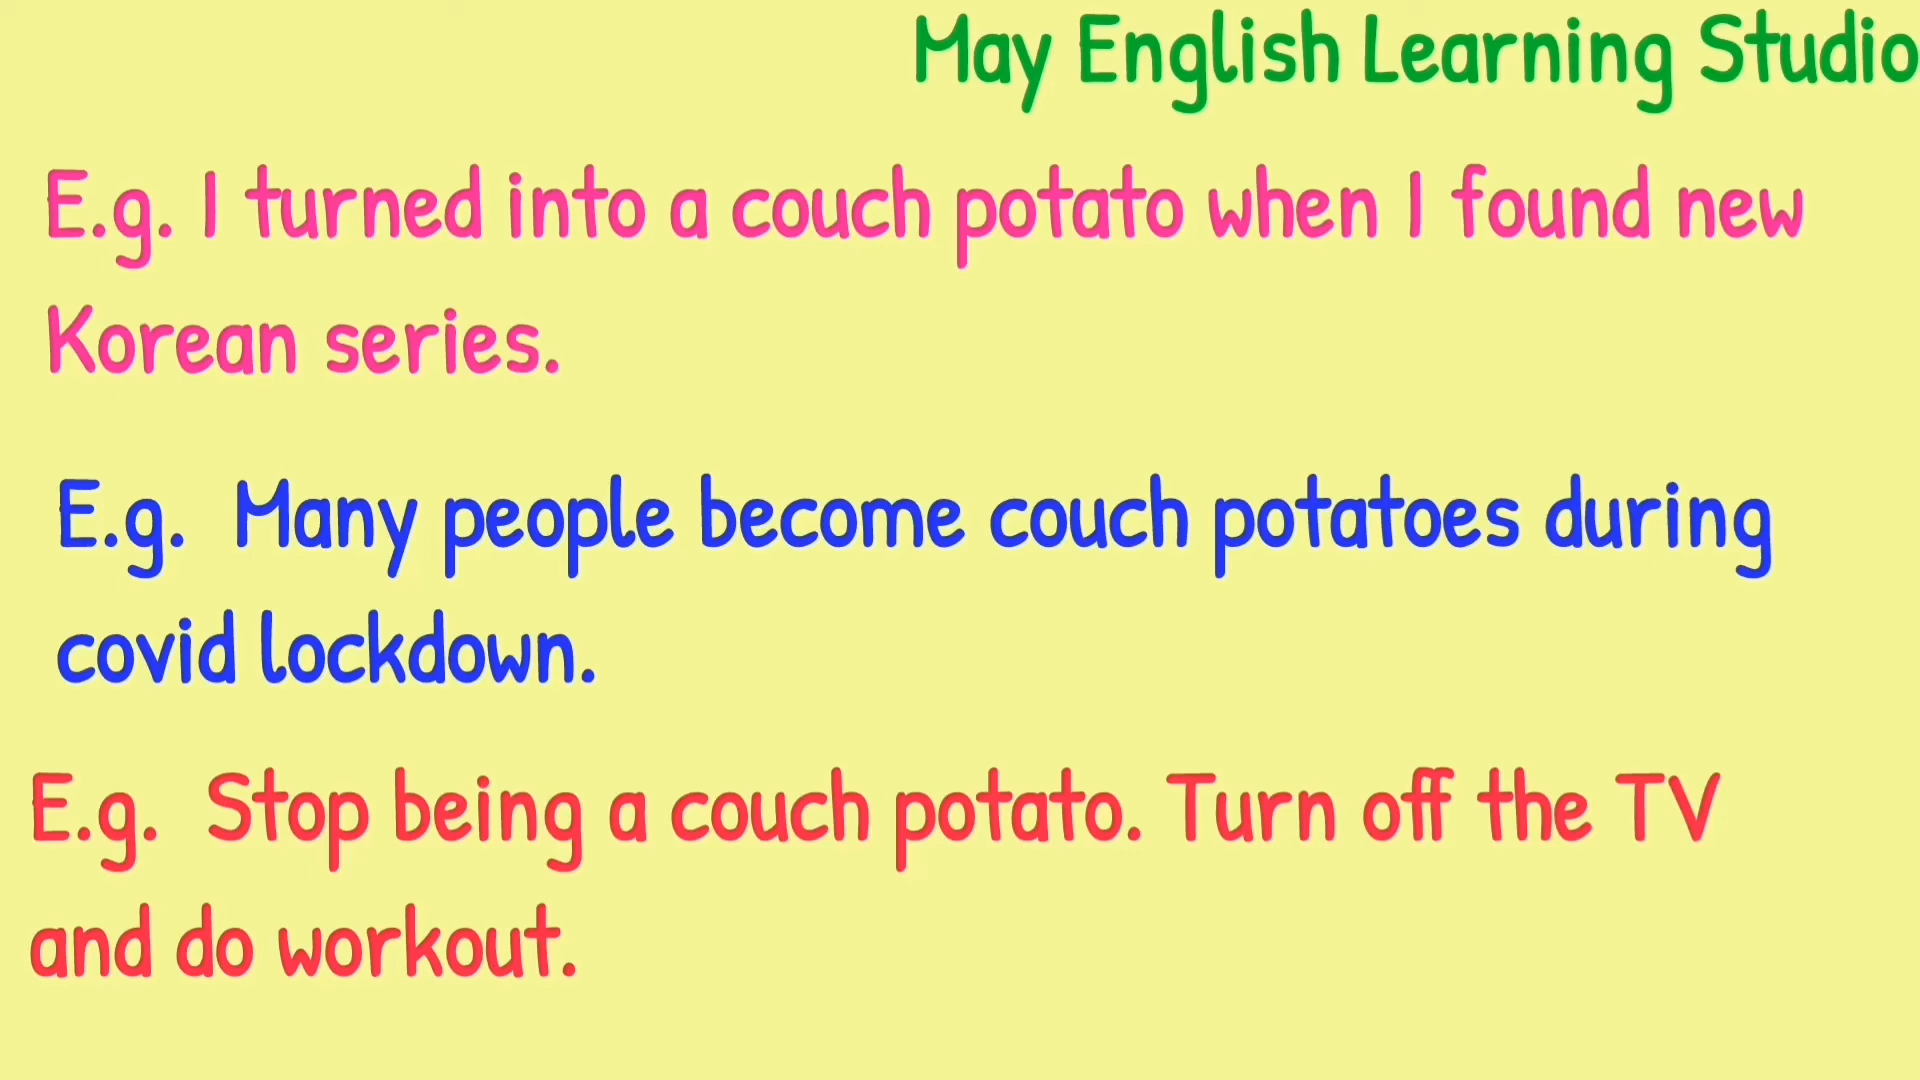 May English Learning Studio
E.g. I turned into a couch potato when I found new
Korean series.
E.g. Many people become couch potatoes during
covid lockdown.
E.g. Stop being a couch potato. Turn off the TV
and do workout.